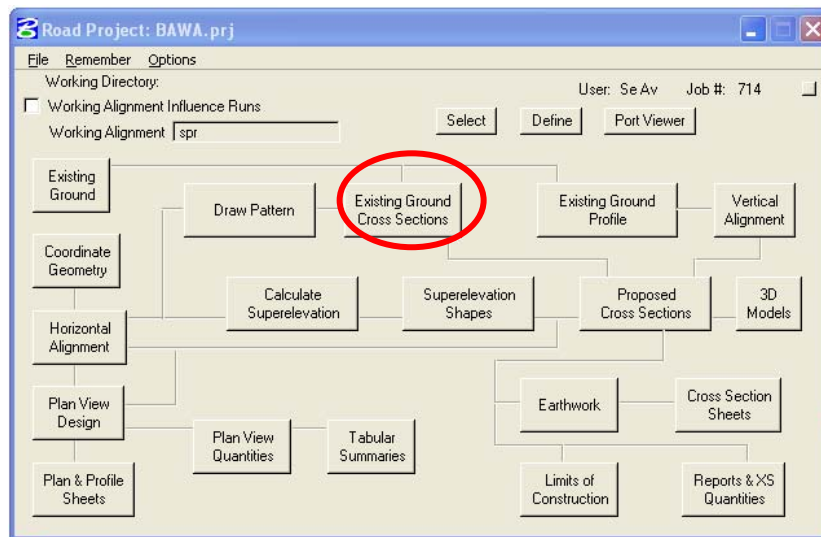 Road Project: BAWA.prj
File Remember Options
Working Directory:
User: Se Av Job #: 714
Working Alignment Influence Runs
Working Alignment spr
Select
Define
Port Viewer
Existing
Ground
Draw Pattern
Existing Ground
Cross Sections
Existing Ground
Profile
Vertical
Alignment
Coordinate
Geometry
Calculate
Superelevation
Superelevation
Shapes
Proposed
Cross Sections
3D
Models
Horizontal
Alignment
Plan View
Design
Earthwork
Cross Section
Sheets
Plan View
Quantities
Tabular
Summaries
Plan & Profile
Sheets
Limits of
Construction
Reports & XS
Quantities